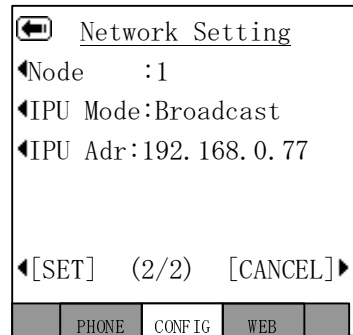 Network Setting
Node :1
IPU Mode:Broadcast
IPU Adr:192.168.0.77
[SET] (2/2) [CANCEL]
PHONE CONFIG WEB